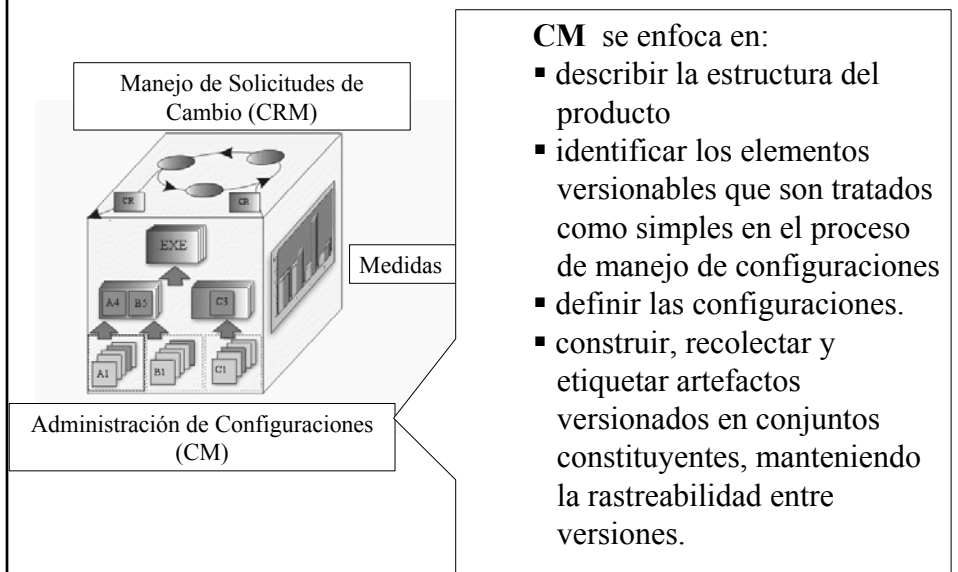 Manejo de Solicitudes de
Cambio (CRM)
CR
CR
EXE
A4
B5
C3
A1
B1
C1
Medidas
Administración de Configuraciones
(CM)
CM se enfoca en:
▪ describir la estructura del
producto
▪ identificar los elementos
versionables que son tratados
como simples en el proceso
de manejo de configuraciones
▪ definir las configuraciones.
▪ construir, recolectar y
etiquetar artefactos
versionados en conjuntos
constituyentes, manteniendo
la rastreabilidad entre
versiones.